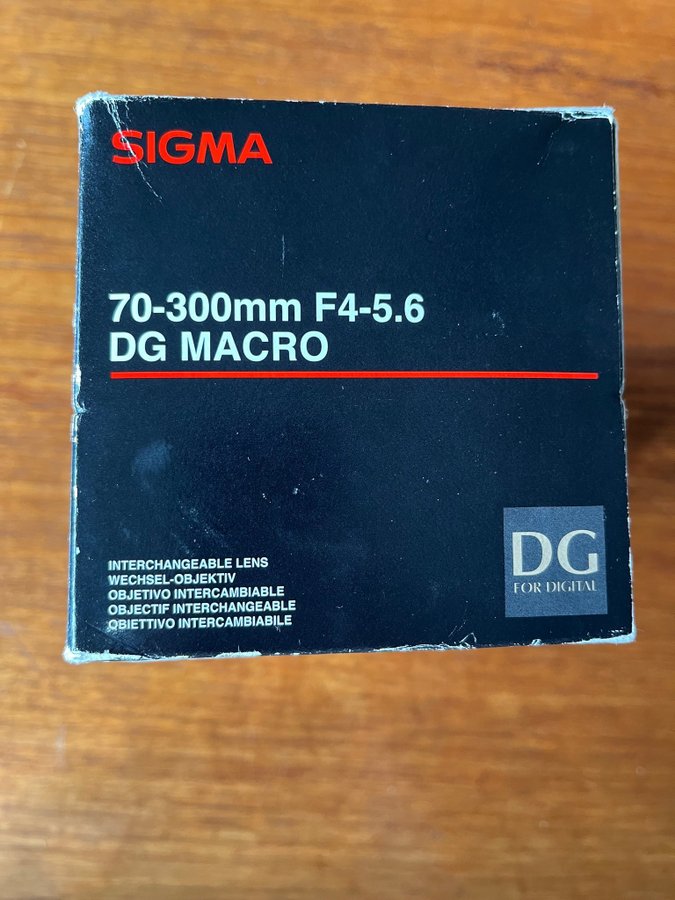 SIGMA
70-300mm F4-5.6
DG MACRO
INTERCHANGEABLE LENS
WECHSEL-OBJEKTIV
OBJETIVO INTERCAMBIABLE
OBJECTIF INTERCHANGEABLE
OBIETTIVO INTERCAMBIABILE
DG
FOR DIGITAL